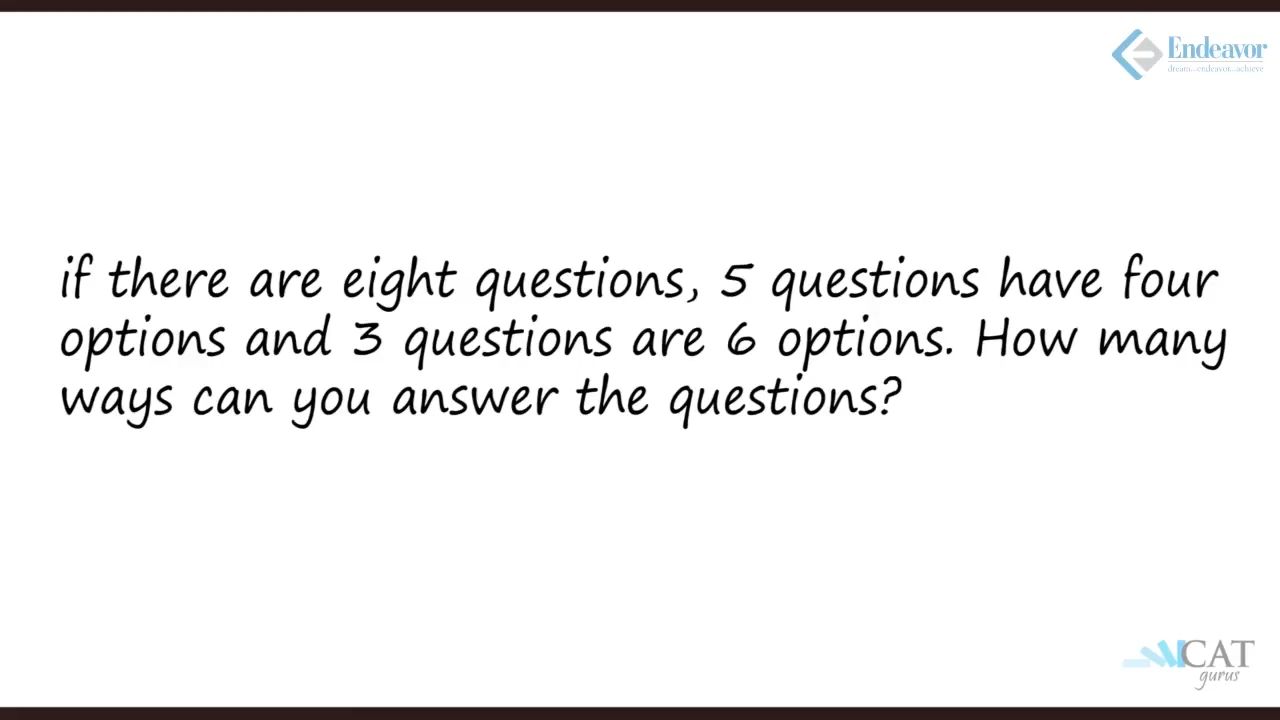 Endeavor
dream...endeavor...achieve
if there are eight questions, 5 questions have four
options and 3 questions are 6 options. How many
ways can you answer the questions?
CAT
gurus